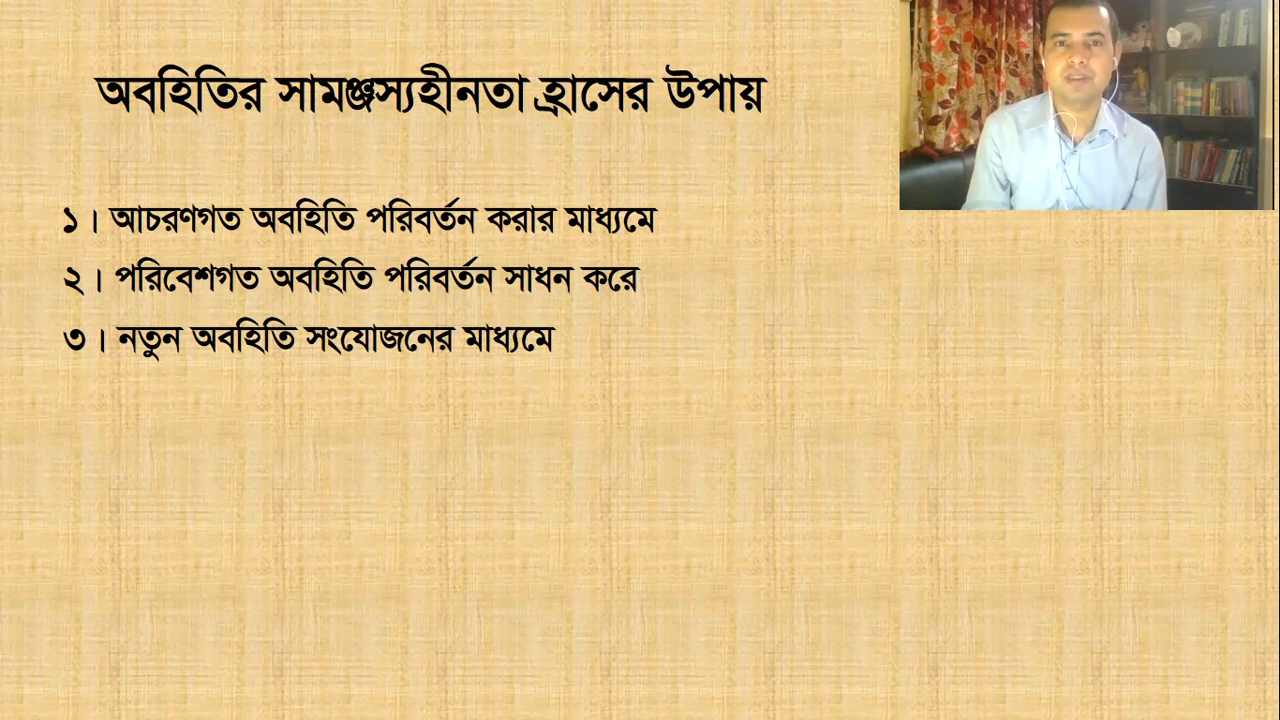 অবহিতির সামঞ্জস্যহীনতা হ্রাসের উপায়
১। আচরণগত অবহিতি পরিবর্তন করার মাধ্যমে
২। পরিবেশগত অবহিতি পরিবর্তন সাধন করে
৩। নতুন অবহিতি সংযোজনের মাধ্যমে